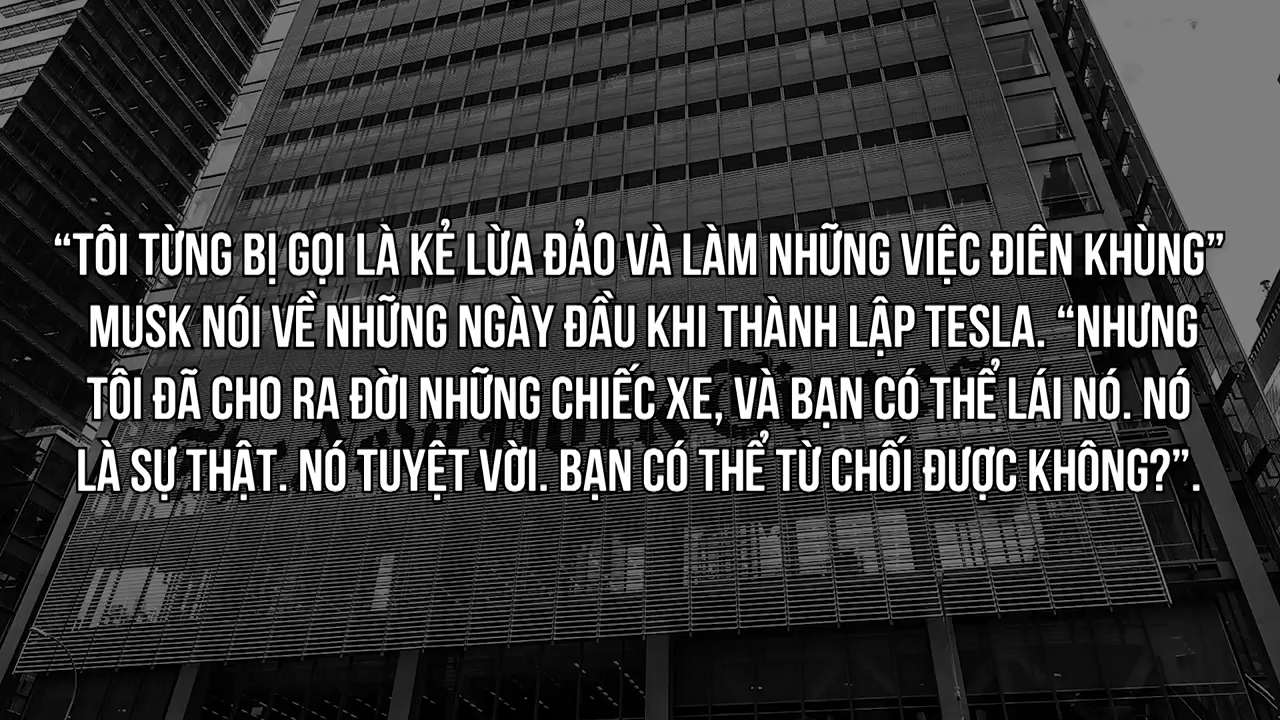 “TÔI TỪNG BỊ GỌI LÀ KẺ LỪA ĐẢO VÀ LÀM NHỮNG VIỆC ĐIÊN KHÙNG”
MUSK NÓI VỀ NHỮNG NGÀY ĐẦU KHI THÀNH LẬP TESLA. “NHƯNG
TÔI ĐÃ CHO RA ĐỜI NHỮNG CHIẾC XE, VÀ BẠN CÓ THỂ LÁI NÓ. NÓ
LÀ SỰ THẬT. NÓ TUYỆT VỜI. BẠN CÓ THỂ TỪ CHỐI ĐƯỢC KHÔNG?”.